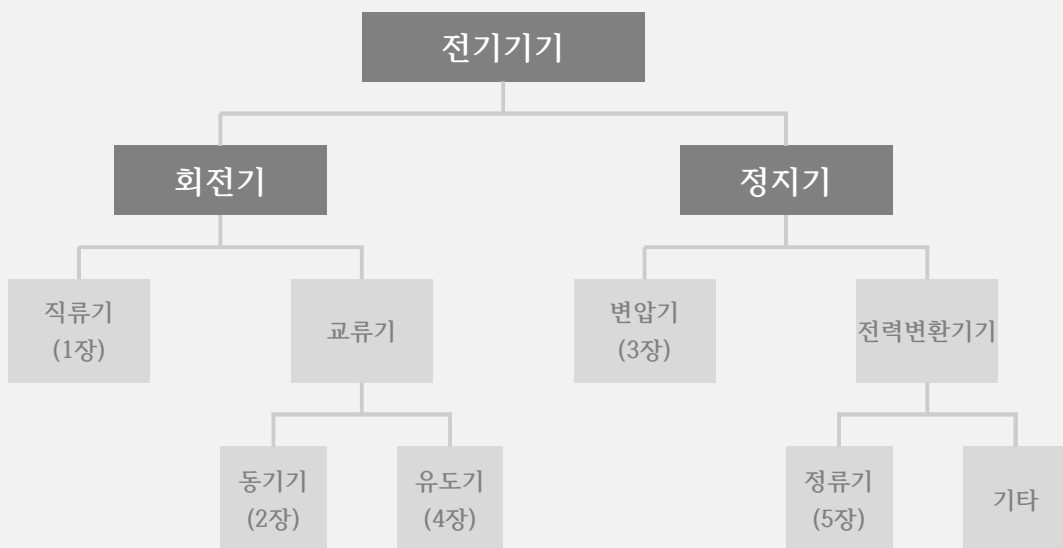 전기기기
회전기
정지기
직류기
(1장)
교류기
변압기
(3장)
전력변환기기
동기기
(2장)
유도기
(4장)
정류기
(5장)
기타